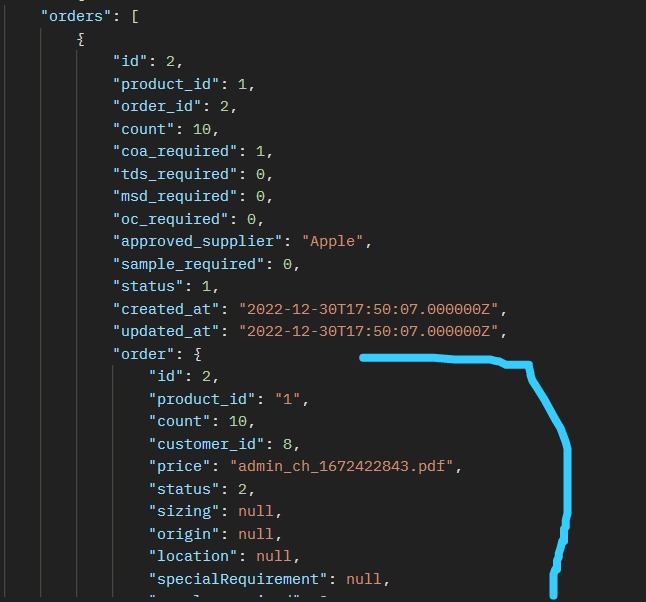 "orders": [
{
"id": 2,
"product_id": 1,
"order_id": 2,
"count": 10,
"coa_required": 1,
"tds_required": 0,
"msd_required": 0,
"oc_required": 0,
"approved_supplier": "Apple",
"sample_required": 0,
"status": 1,
"created_at": "2022-12-30T17:50:07.000000Z",
"updated_at": "2022-12-30T17:50:07.000000Z",
"order": {
"id": 2,
"product_id": "1",
"count": 10,
"customer_id": 8,
"price": "admin_ch_1672422843.pdf",
"status": 2,
"sizing": null,
"origin": null,
"location": null,
"specialRequirement": null,